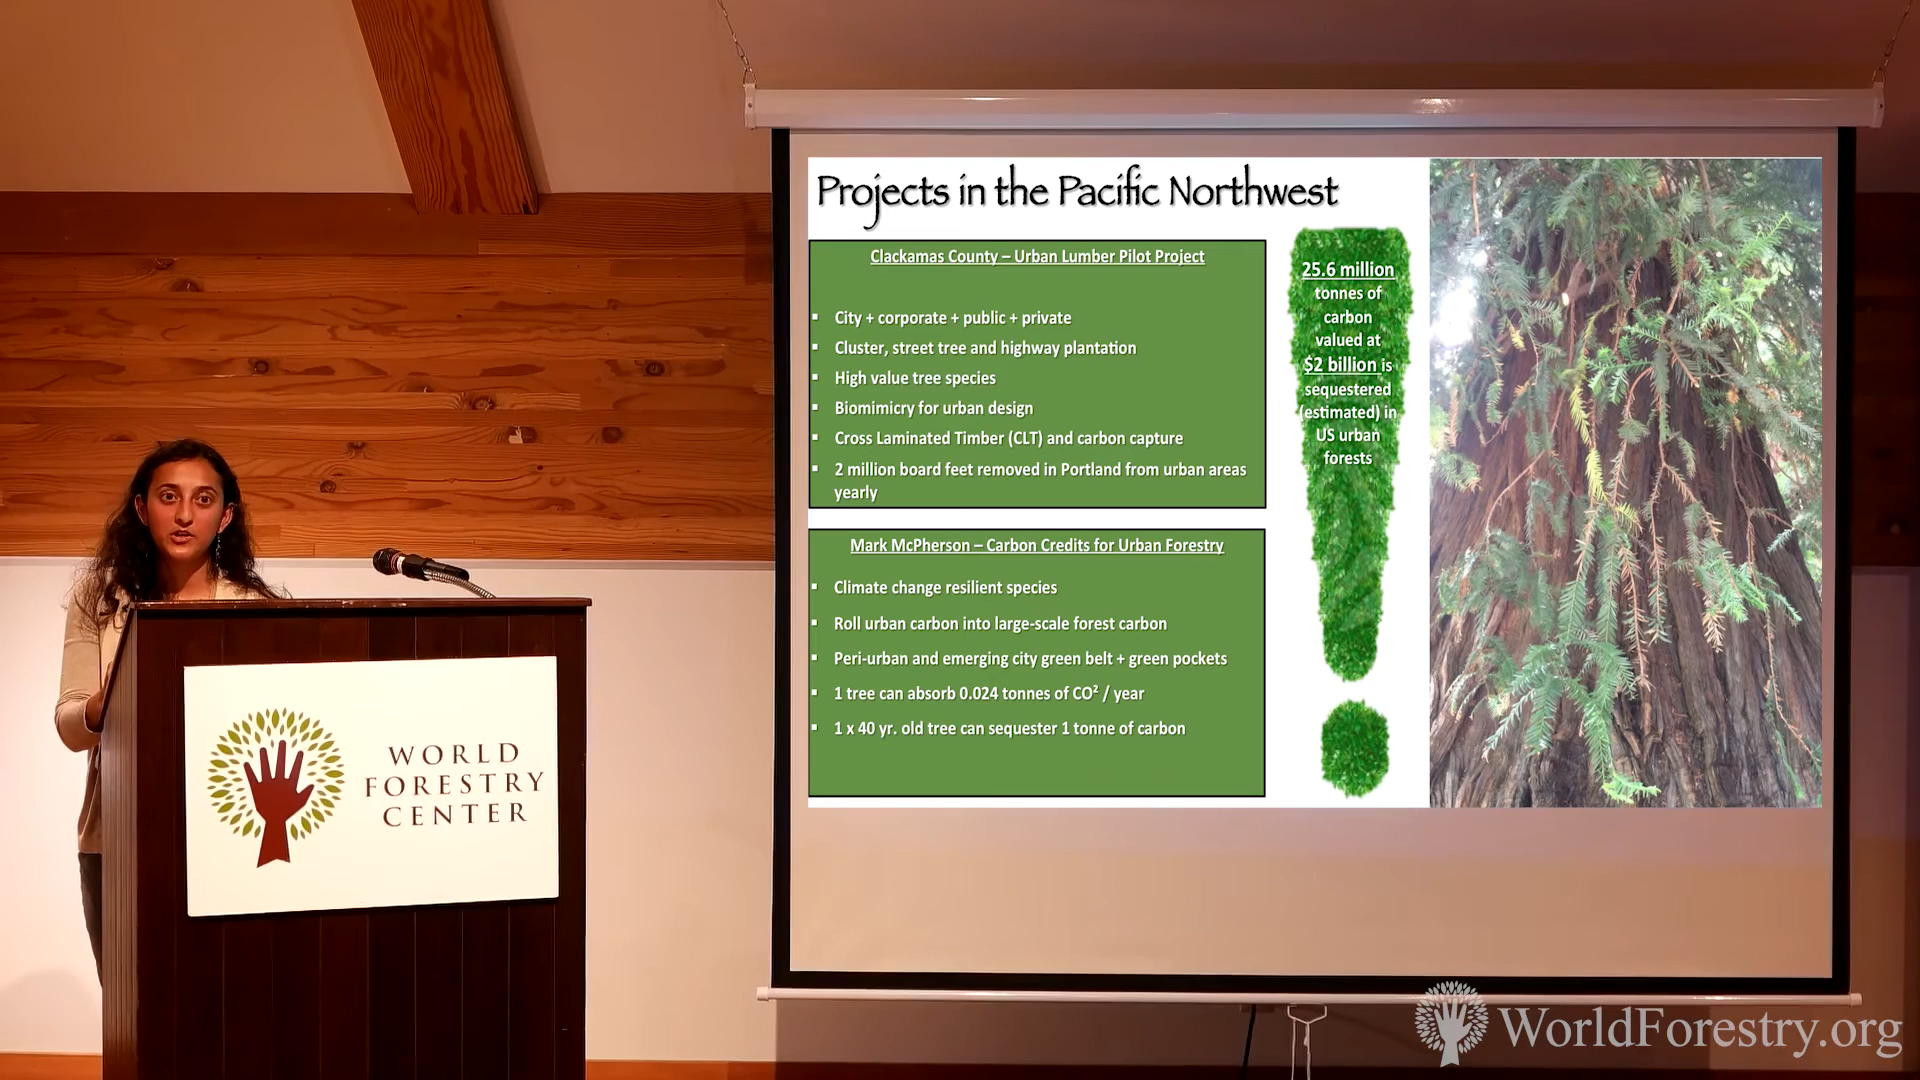 Projects in the Pacific Northwest
Clackamas County – Urban Lumber Pilot Project
▪ City + corporate + public + private
▪ Cluster, street tree and highway plantation
▪ High value tree species
▪ Biomimicry for urban design
▪ Cross Laminated Timber (CLT) and carbon capture
▪ 2 million board feet removed in Portland from urban areas
yearly
Mark McPherson – Carbon Credits for Urban Forestry
▪ Climate change resilient species
▪ Roll urban carbon into large-scale forest carbon
▪ Peri-urban and emerging city green belt + green pockets
▪ 1 tree can absorb 0.024 tonnes of CO² / year
▪ 1 x 40 yr. old tree can sequester 1 tonne of carbon
25.6 million
tonnes of
carbon
valued at
$2 billion is
sequestered
(estimated) in
US urban
forests
WORLD
FORESTRY
CENTER
WorldForestry.org